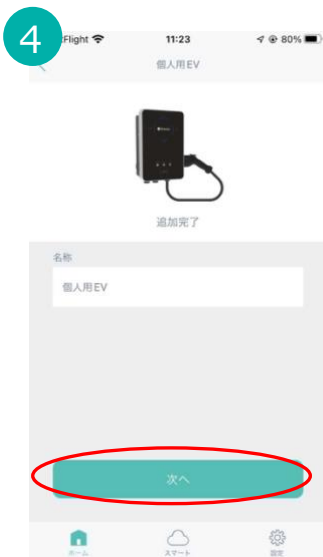 4
Flight
11:23
80%
個人用EV
追加完了
名称
個人用EV
次へ
ホーム
スマート
設定